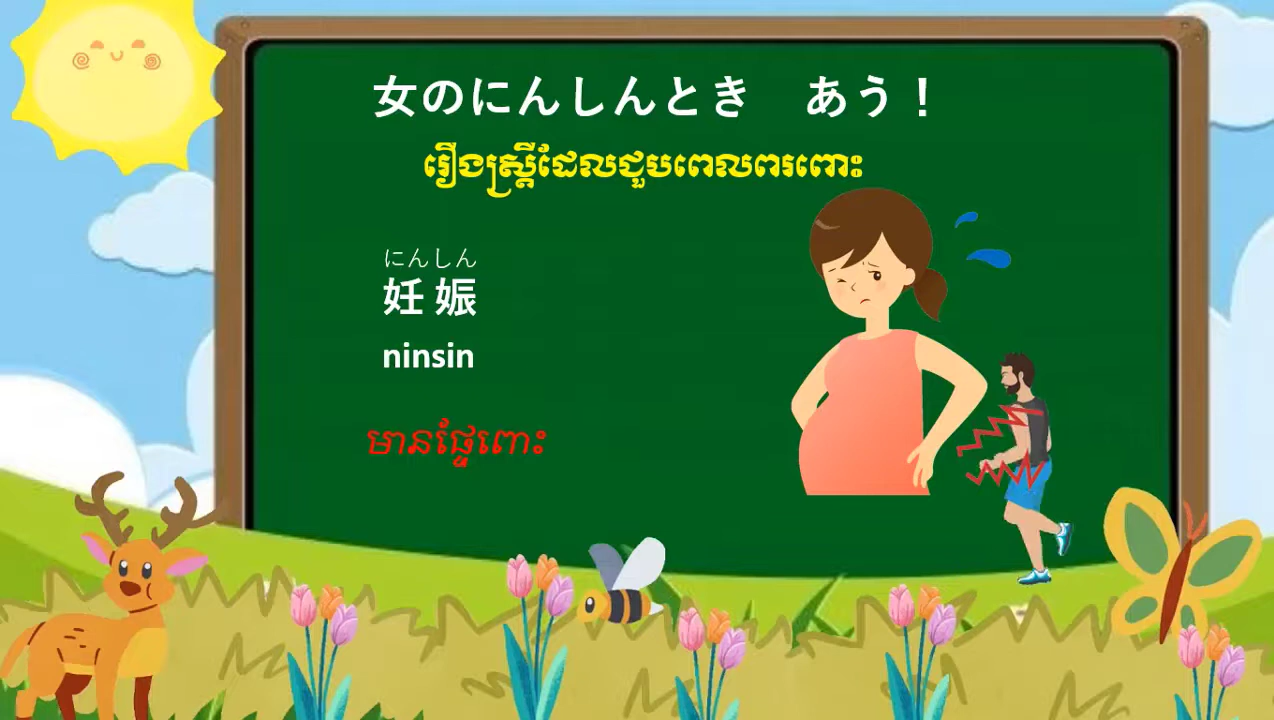 女のにんしんとき　あう！
រឿងស្ត្រីដែលជួបពេលពរពោះ
にんしん
妊娠
ninsin
មានផ្ទៃពោះ